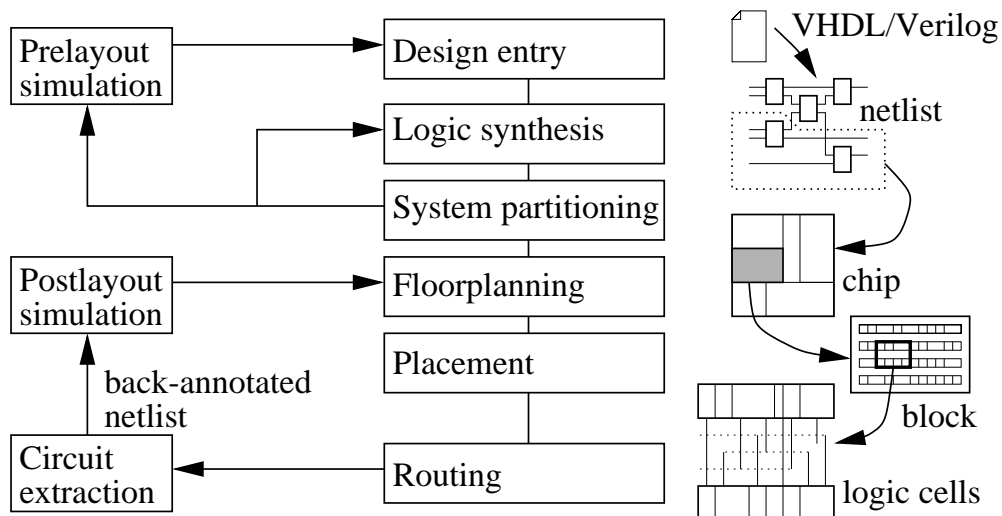 Prelayout
simulation
Design entry
VHDL/Verilog
netlist
Logic synthesis
System partitioning
chip
Postlayout
simulation
Floorplanning
Placement
back-annotated
netlist
block
Circuit
extraction
Routing
logic cells